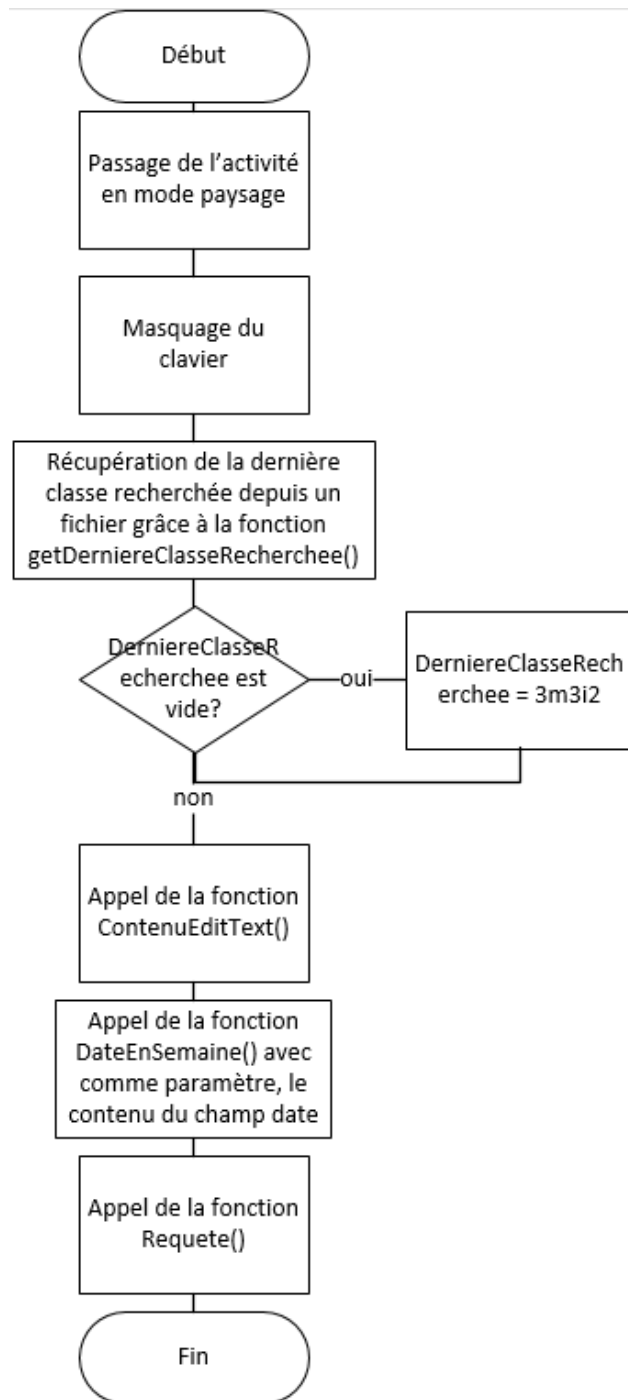 Début
Passage de l'activité
en mode paysage
Masquage du
clavier
Récupération de la dernière
classe recherchée depuis un
fichier grâce à la fonction
getDerniereClasseRecherchee()
DerniereClasseR
echerchee est
vide?
oui
DerniereClasseRech
erchee = 3m3i2
non
Appel de la fonction
ContenuEditText()
Appel de la fonction
DateEnSemaine() avec
comme paramètre, le
contenu du champ date
Appel de la fonction
Requete()
Fin